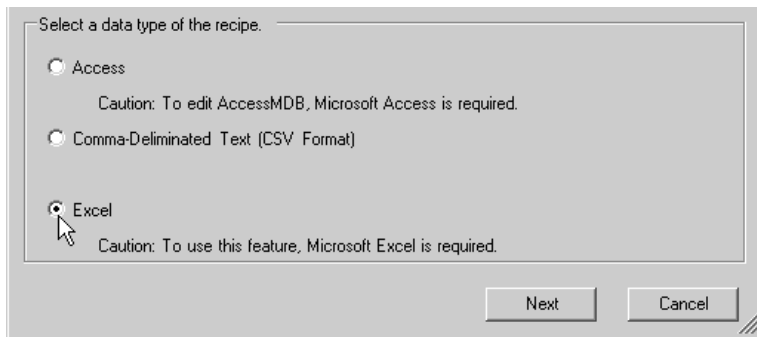 Select a data type of the recipe.
Access
Caution: To edit AccessMDB, Microsoft Access is required.
Comma-Deliminated Text (CSV Format)
Excel
Caution: To use this feature, Microsoft Excel is required.
Next
Cancel